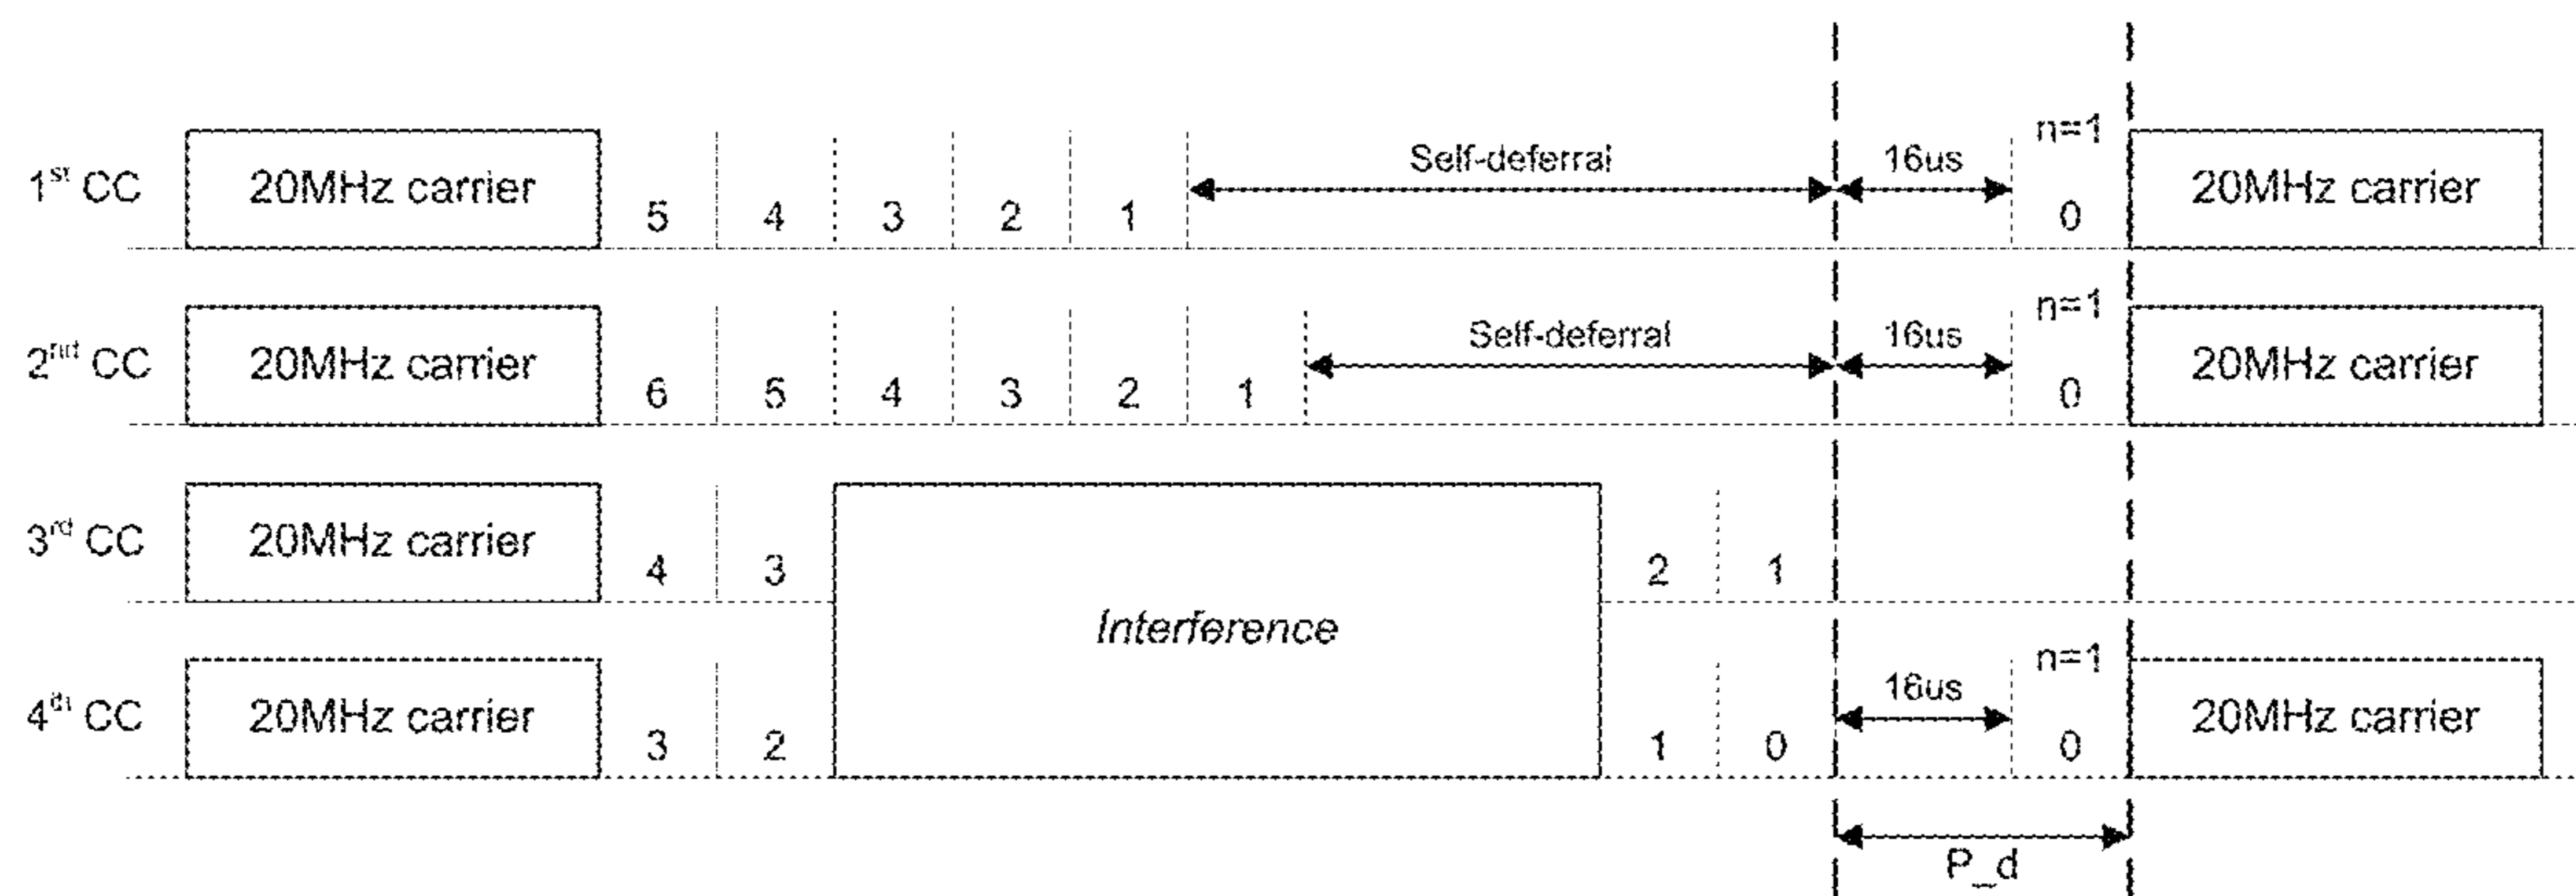 n=1
1st CC 20MHz carrier 5 4 3 2 1 Self-deferral 16us 0 20MHz carrier
n=1
2nd CC 20MHz carrier 6 5 4 3 2 1 Self-deferral 16us 0 20MHz carrier
3rd CC 20MHz carrier 4 3 2 1
Interference
n=1
4th CC 20MHz carrier 3 2 1 0 16us 0 20MHz carrier
P_d